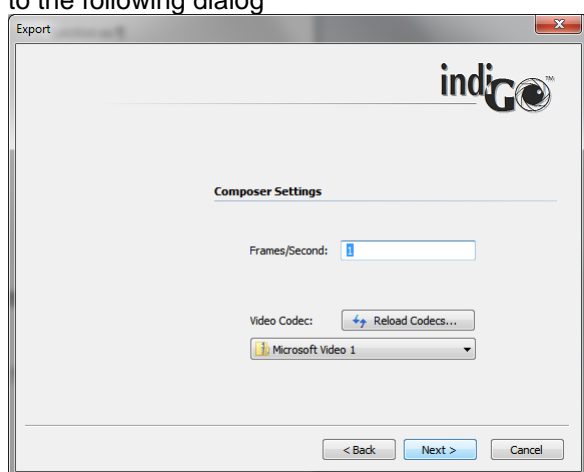 to the following dialog
Export
indiGO™
Composer Settings
Frames/Second: 1
Video Codec: Reload Codecs...
Microsoft Video 1
< Back Next > Cancel